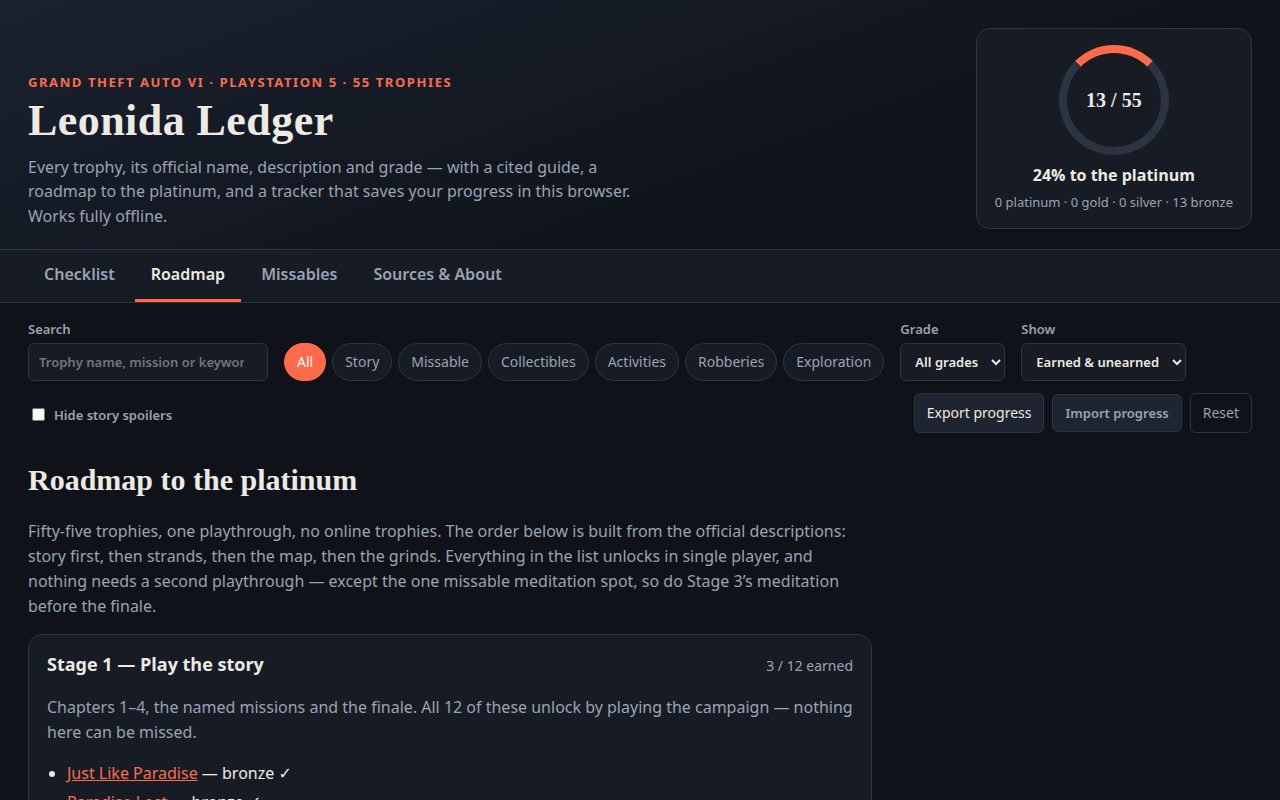 GRAND THEFT AUTO VI · PLAYSTATION 5 · 55 TROPHIES
Leonida Ledger
Every trophy, its official name, description and grade — with a cited guide, a
roadmap to the platinum, and a tracker that saves your progress in this browser.
Works fully offline.
13 / 55
24% to the platinum
0 platinum · 0 gold · 0 silver · 13 bronze
Checklist Roadmap Missables Sources & About
Search
Trophy name, mission or keywor
All Story Missable Collectibles Activities Robberies Exploration
Grade
All grades
Show
Earned & unearned
Hide story spoilers
Export progress Import progress Reset
Roadmap to the platinum
Fifty-five trophies, one playthrough, no online trophies. The order below is built from the official descriptions:
story first, then strands, then the map, then the grinds. Everything in the list unlocks in single player, and
nothing needs a second playthrough — except the one missable meditation spot, so do Stage 3’s meditation
before the finale.
Stage 1 — Play the story
3 / 12 earned
Chapters 1–4, the named missions and the finale. All 12 of these unlock by playing the campaign — nothing
here can be missed.
Just Like Paradise — bronze ✓
Paradise Lost — bronze ✓